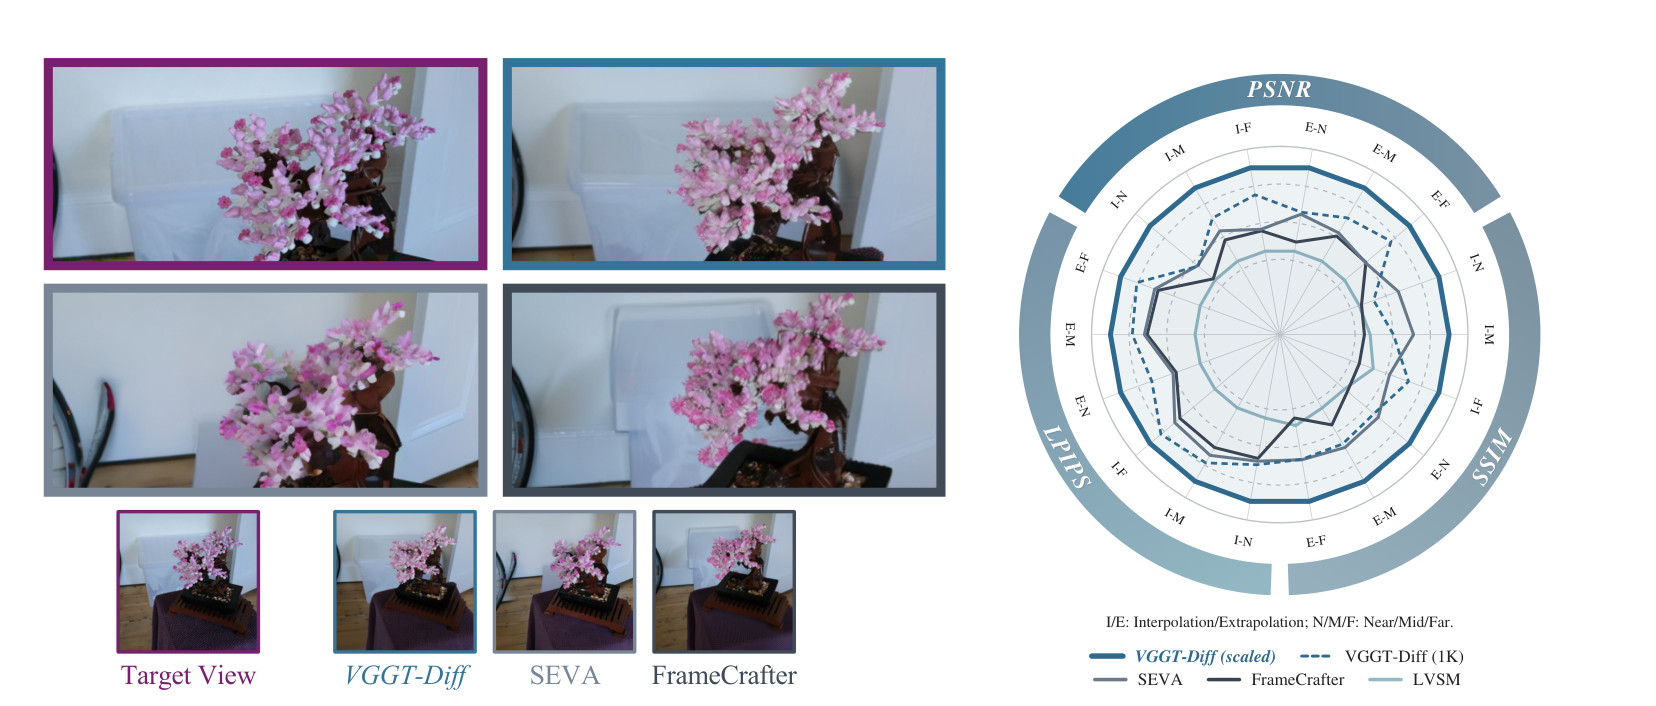 Target View
VGGT-Diff
SEVA
FrameCrafter
PSNR
I-N
I-M
I-F
E-N
E-M
E-F
SSIM
I-N
I-M
I-F
E-N
E-M
E-F
LPIPS
I-N
I-M
I-F
E-N
E-M
E-F
I/E: Interpolation/Extrapolation; N/M/F: Near/Mid/Far.
VGGT-Diff (scaled) VGGT-Diff (1K)
SEVA FrameCrafter LVSM